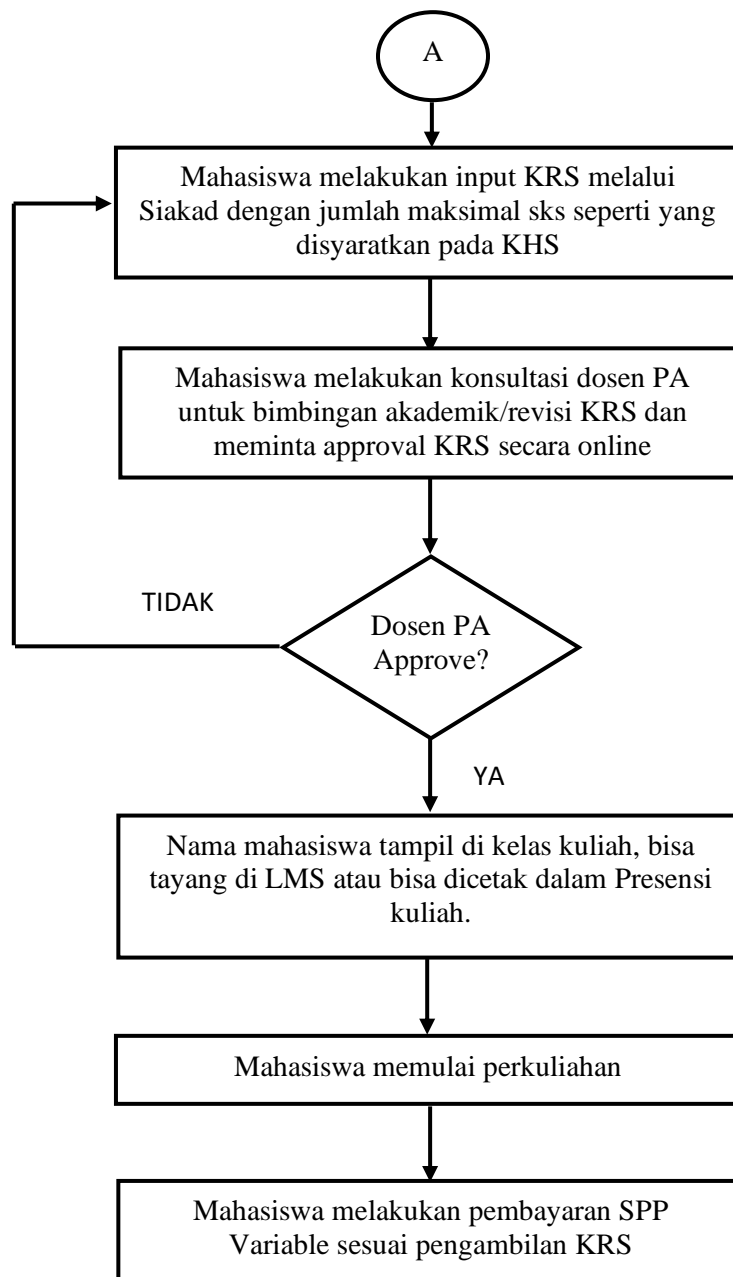 A
Mahasiswa melakukan input KRS melalui
Siakad dengan jumlah maksimal sks seperti yang
disyaratkan pada KHS
Mahasiswa melakukan konsultasi dosen PA
untuk bimbingan akademik/revisi KRS dan
meminta approval KRS secara online
TIDAK
Dosen PA
Approve?
YA
Nama mahasiswa tampil di kelas kuliah, bisa
tayang di LMS atau bisa dicetak dalam Presensi
kuliah.
Mahasiswa memulai perkuliahan
Mahasiswa melakukan pembayaran SPP
Variable sesuai pengambilan KRS